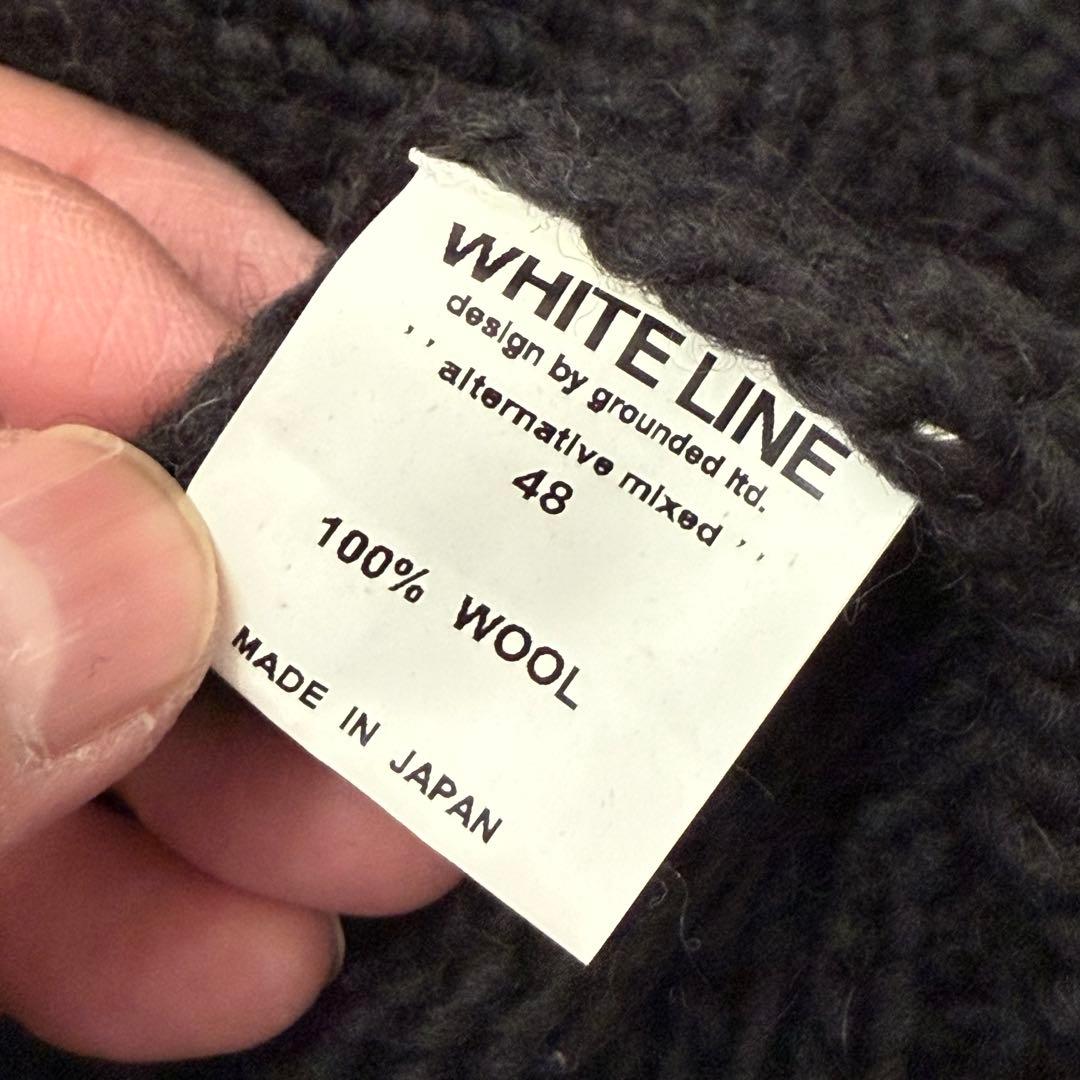 WHITE LINE
design by grounded ltd.
,, alternative mixed ,,
48
100% WOOL
MADE IN JAPAN